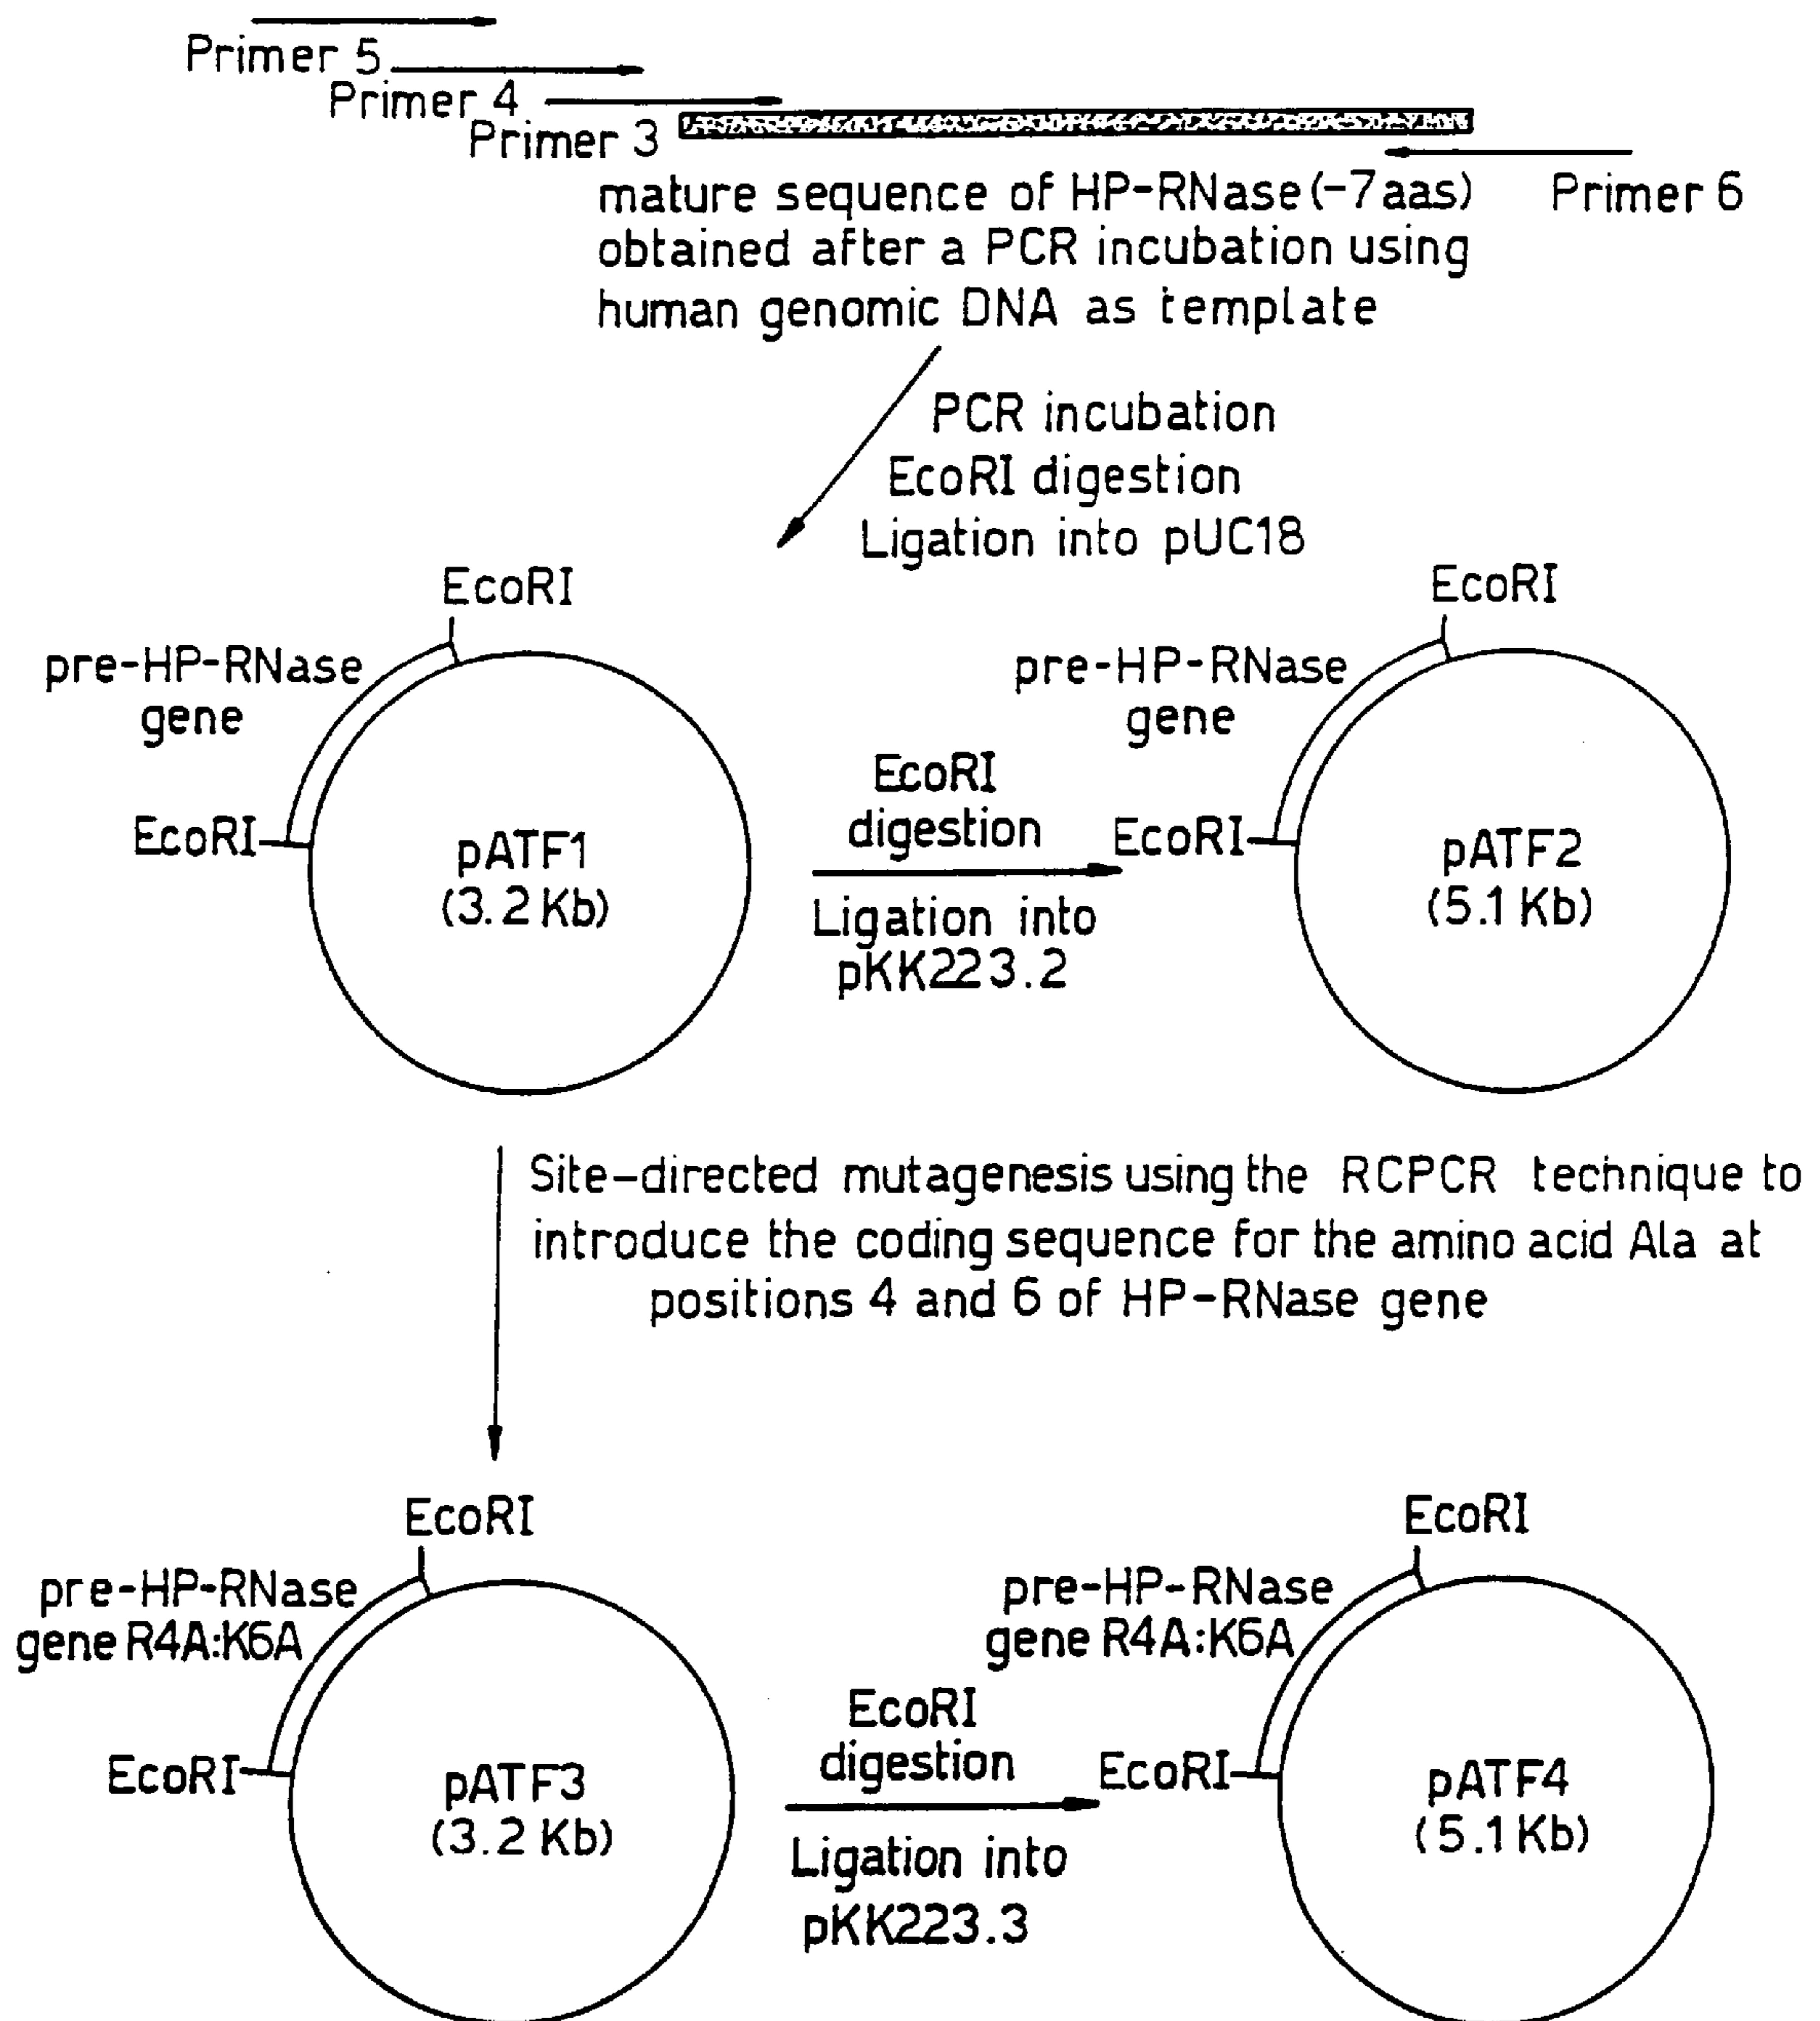 Primer 5
Primer 4
Primer 3
mature sequence of HP-RNase (-7aas)
Primer 6
obtained after a PCR incubation using
human genomic DNA as template
PCR incubation
EcoRI digestion
Ligation into pUC18
EcoRI
pre-HP-RNase
gene
EcoRI
pATF1
(3.2 Kb)
EcoRI
digestion
Ligation into
pKK223.2
EcoRI
pre-HP-RNase
gene
EcoRI
pATF2
(5.1 Kb)
Site-directed mutagenesis using the RCPCR technique to
introduce the coding sequence for the amino acid Ala at
positions 4 and 6 of HP-RNase gene
EcoRI
pre-HP-RNase
gene R4A:K6A
EcoRI
pATF3
(3.2 Kb)
EcoRI
digestion
Ligation into
pKK223.3
EcoRI
pre-HP-RNase
gene R4A:K6A
EcoRI
pATF4
(5.1 Kb)